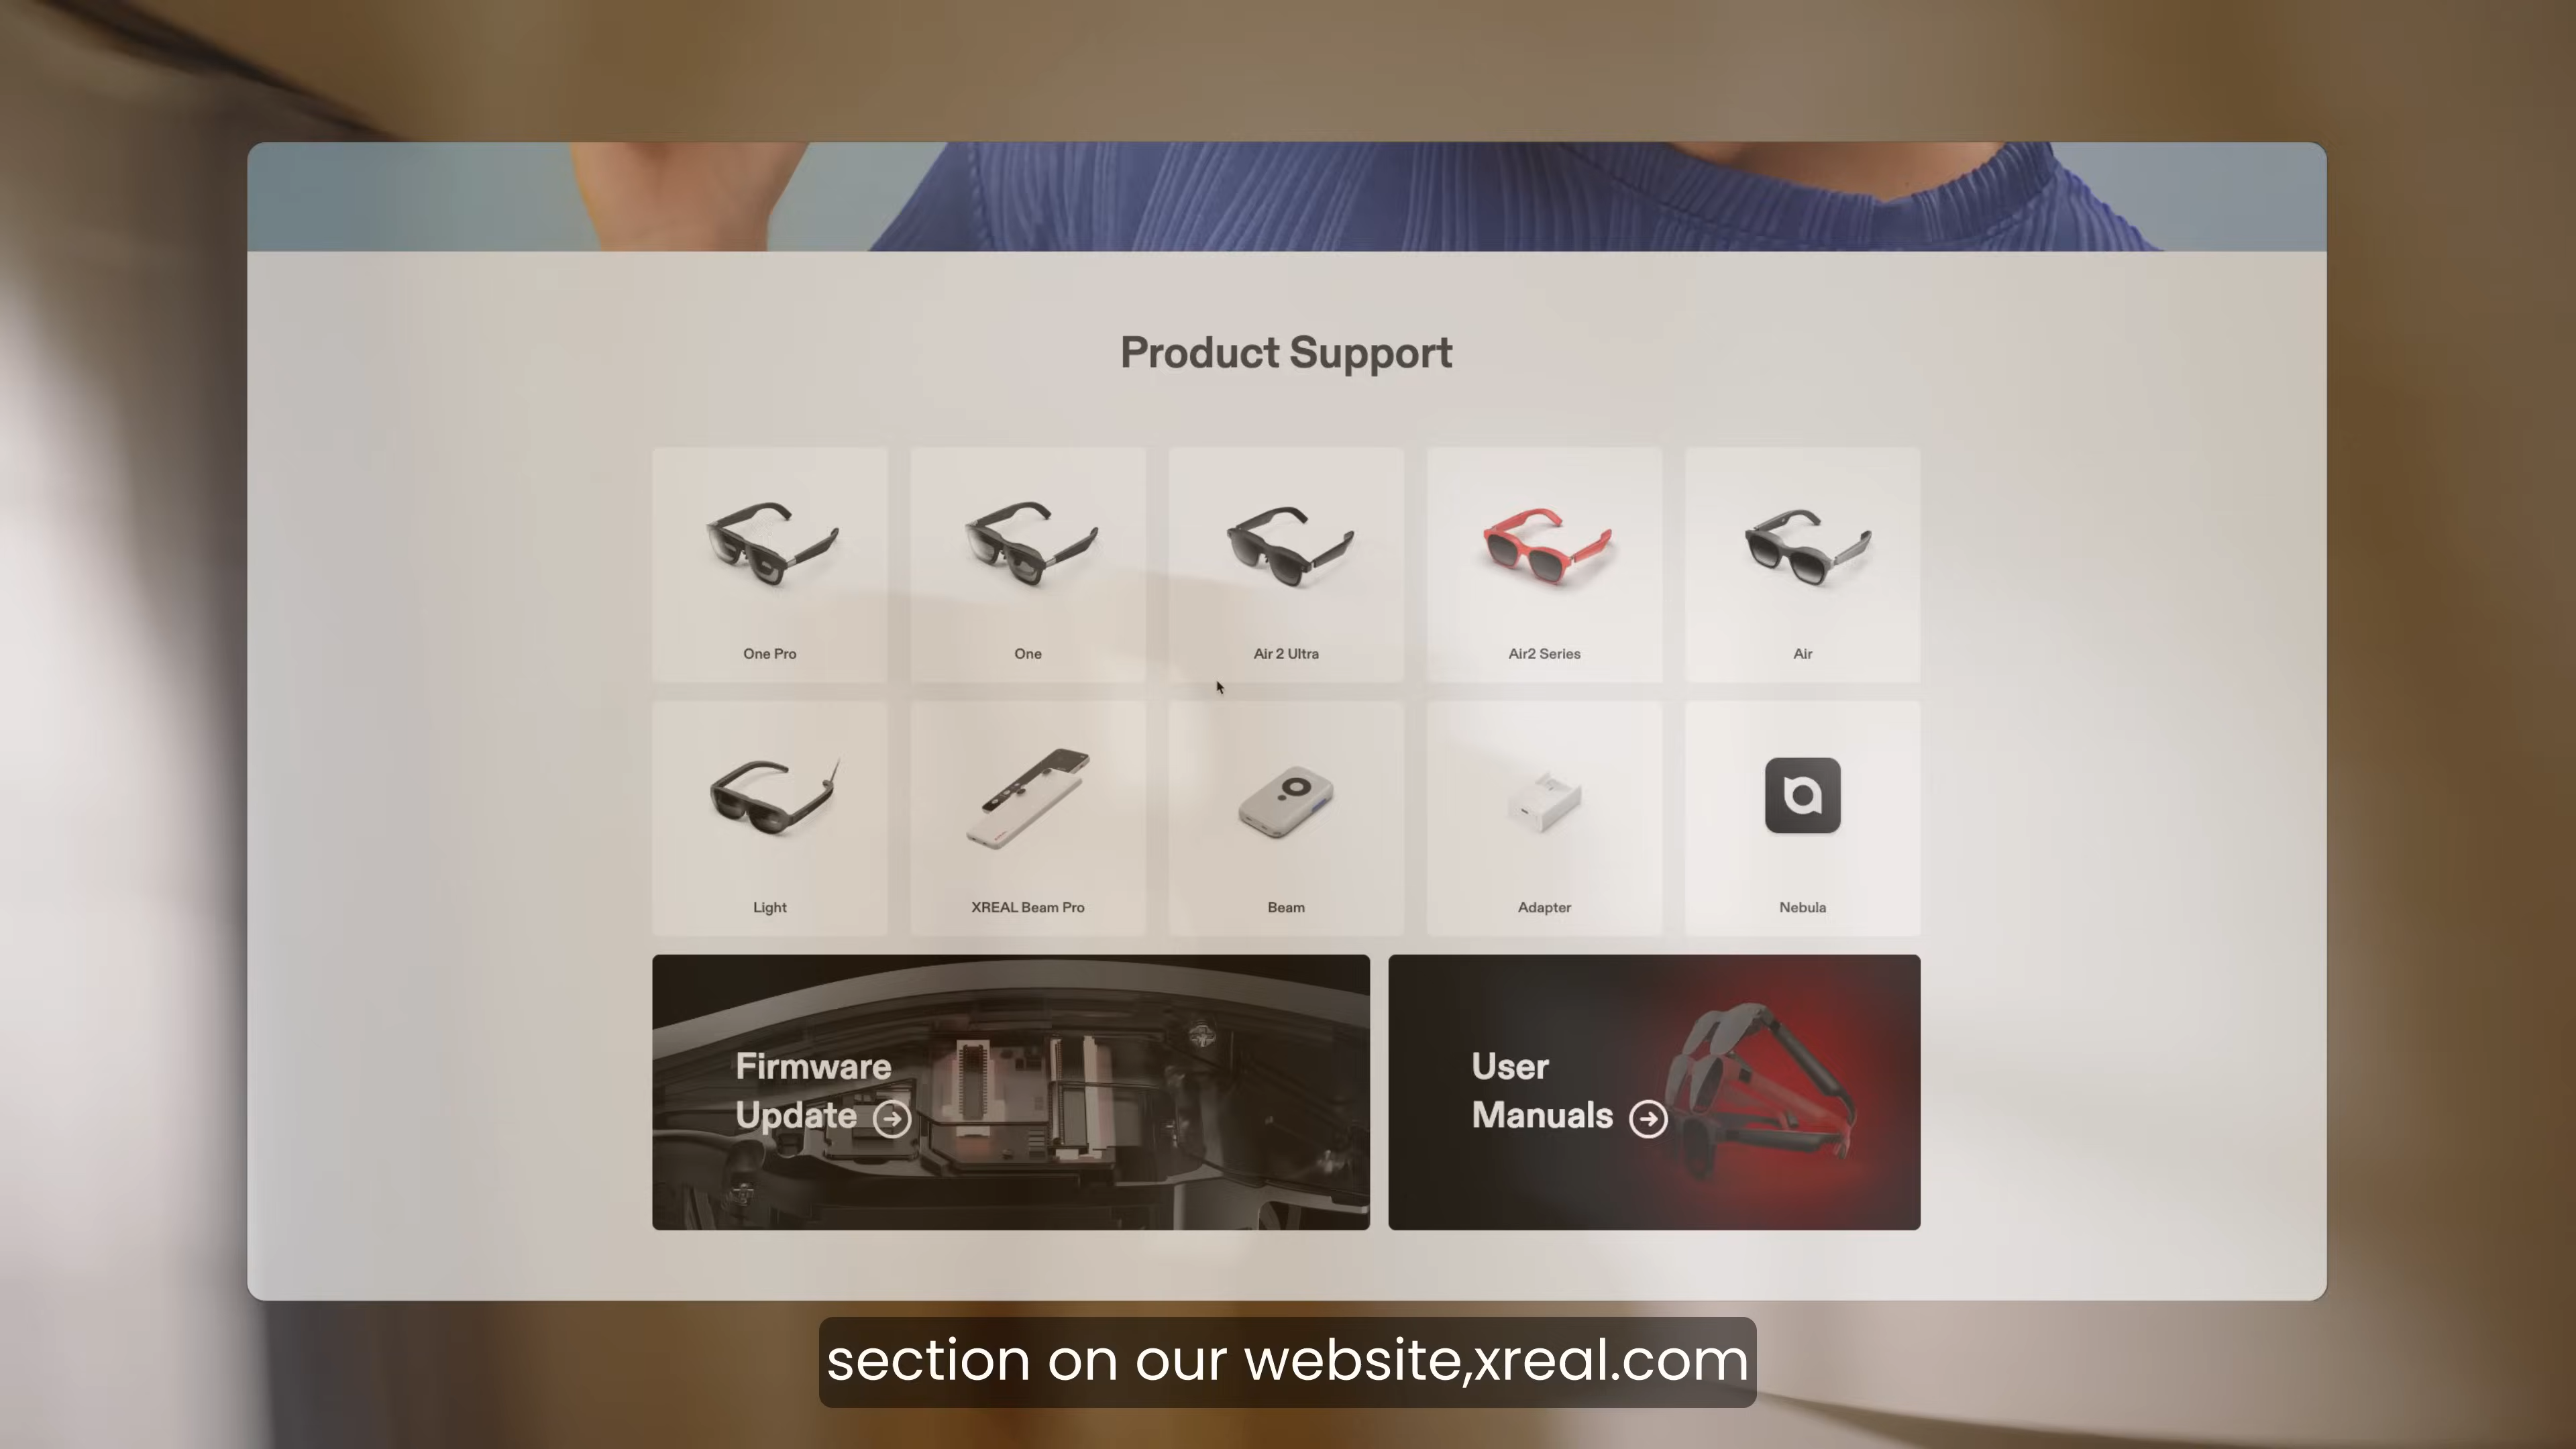 Product Support
One Pro
One
Air 2 Ultra
Air2 Series
Air
Light
XREAL Beam Pro
Beam
Adapter
Nebula
Firmware
Update
User
Manuals
section on our website,xreal.com